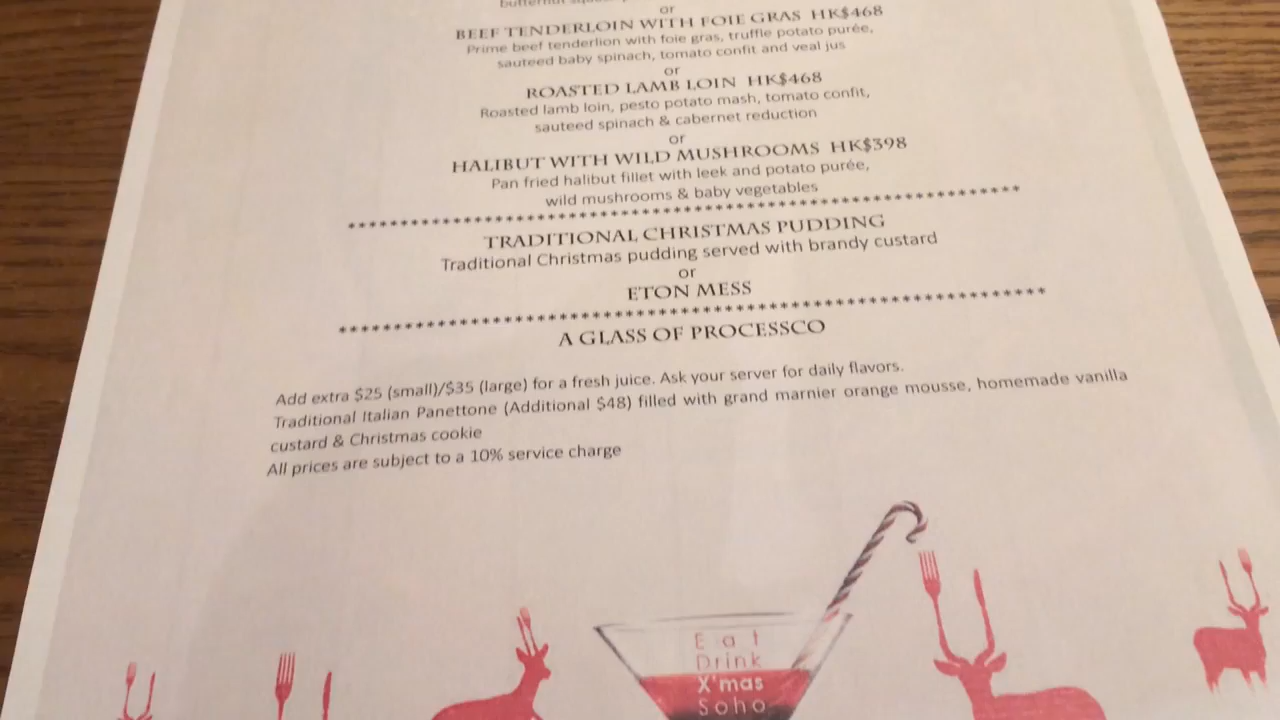 or
BEEF TENDERLOIN WITH FOIE GRAS HK$468
Prime beef tenderlion with foie gras, truffle potato purée,
sauteed baby spinach, tomato confit and veal jus
or
ROASTED LAMB LOIN HK$468
Roasted lamb loin, pesto potato mash, tomato confit,
sauteed spinach & cabernet reduction
or
HALIBUT WITH WILD MUSHROOMS HK$398
Pan fried halibut fillet with leek and potato purée,
wild mushrooms & baby vegetables
TRADITIONAL CHRISTMAS PUDDING
Traditional Christmas pudding served with brandy custard
or
ETON MESS
A GLASS OF PROCESSCO
Add extra $25 (small)/$35 (large) for a fresh juice. Ask your server for daily flavors.
Traditional Italian Panettone (Additional $48) filled with grand marnier orange mousse, homemade vanilla
custard & Christmas cookie
All prices are subject to a 10% service charge
Eat
Drink
X'mas
Soho